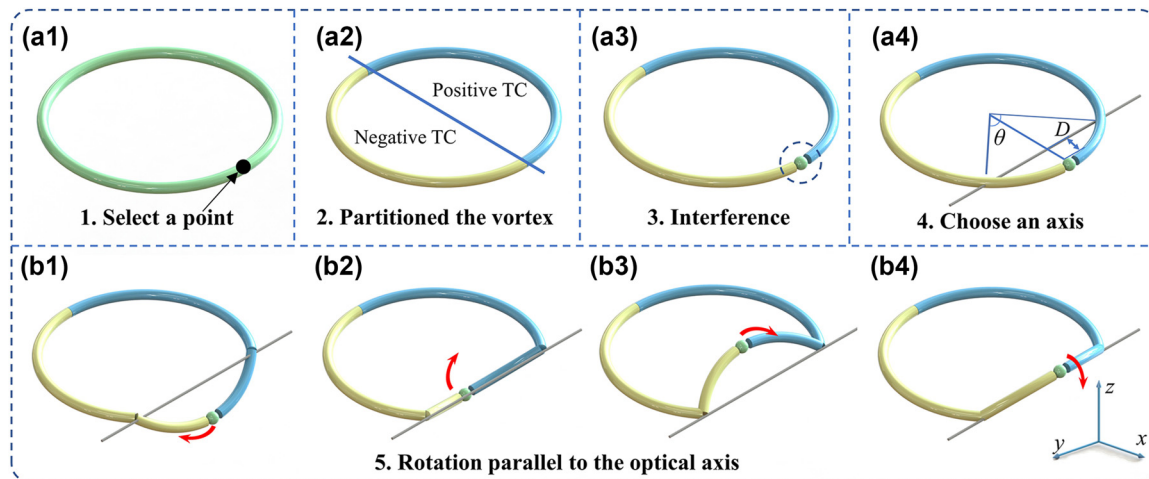 (a1)
(a2)
(a3)
(a4)
Positive TC
Negative TC
D
θ
1. Select a point
2. Partitioned the vortex
3. Interference
4. Choose an axis
(b1)
(b2)
(b3)
(b4)
z
y
x
5. Rotation parallel to the optical axis